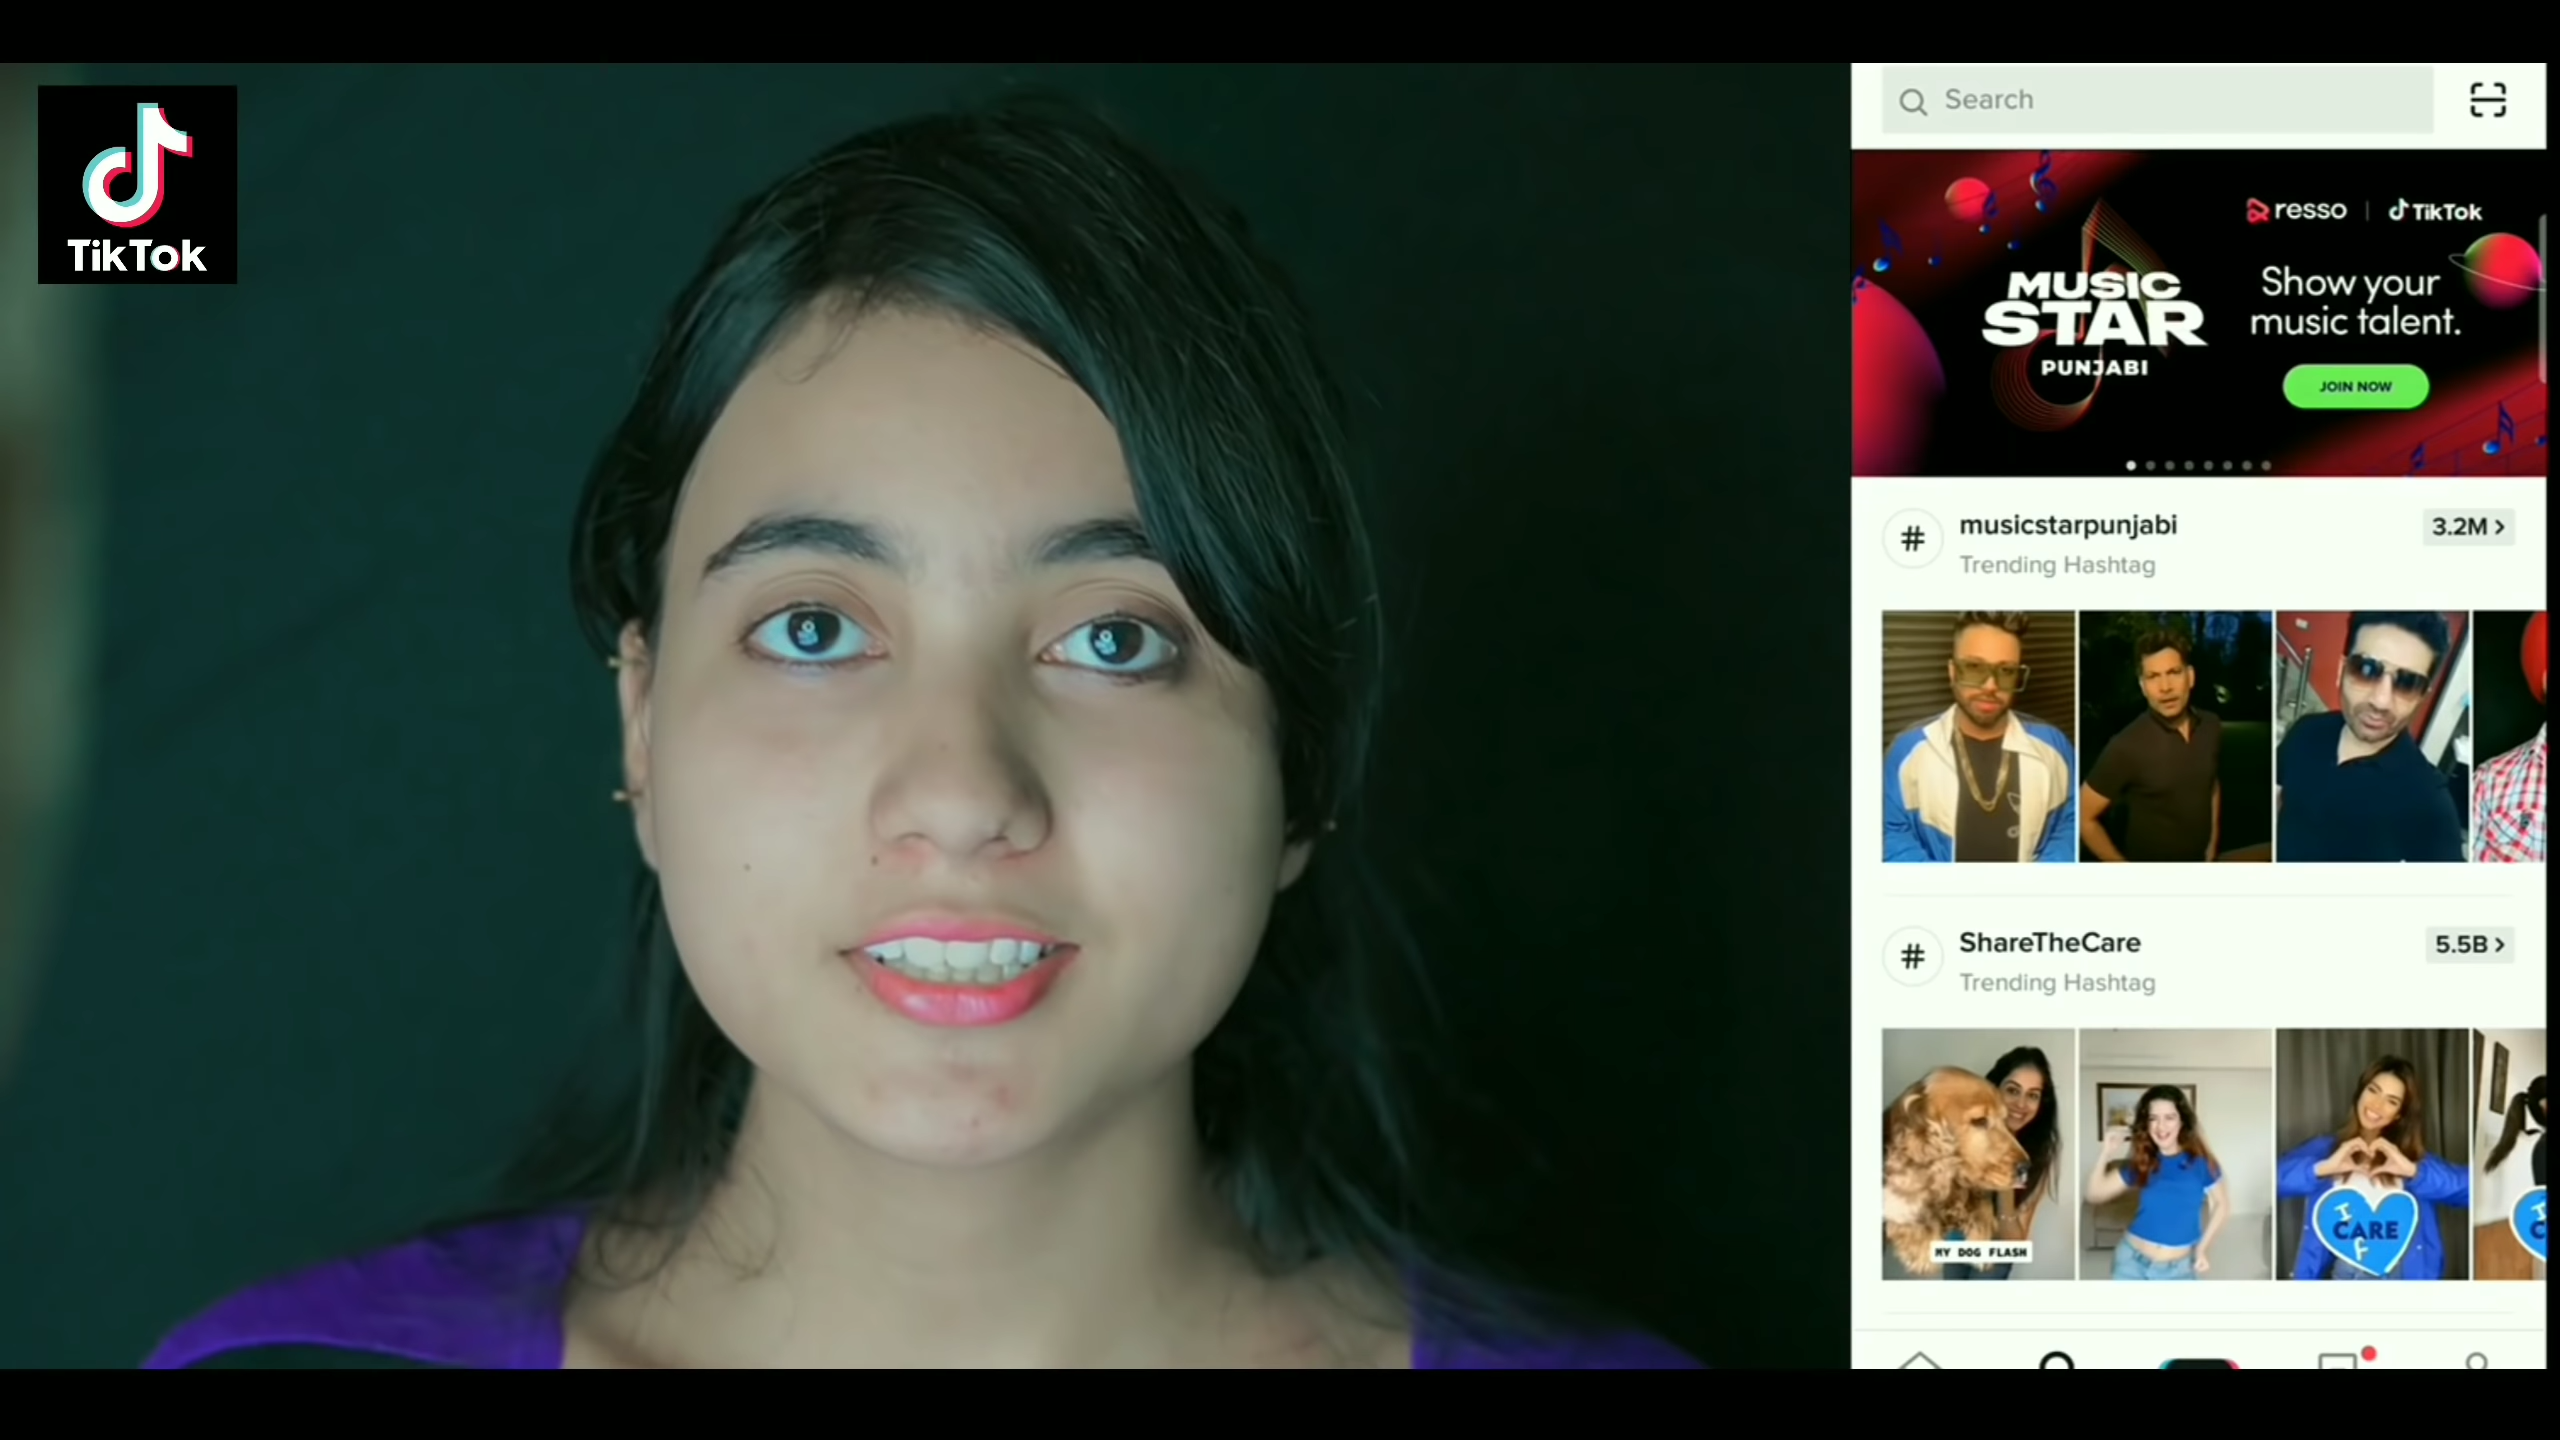 TikTok
Search
resso | TikTok
MUSIC
STAR
PUNJABI
Show your
music talent.
JOIN NOW
# musicstarpunjabi 3.2M >
Trending Hashtag
# ShareTheCare 5.5B >
Trending Hashtag
MY DOG FLASH
I
CARE
F
I
C